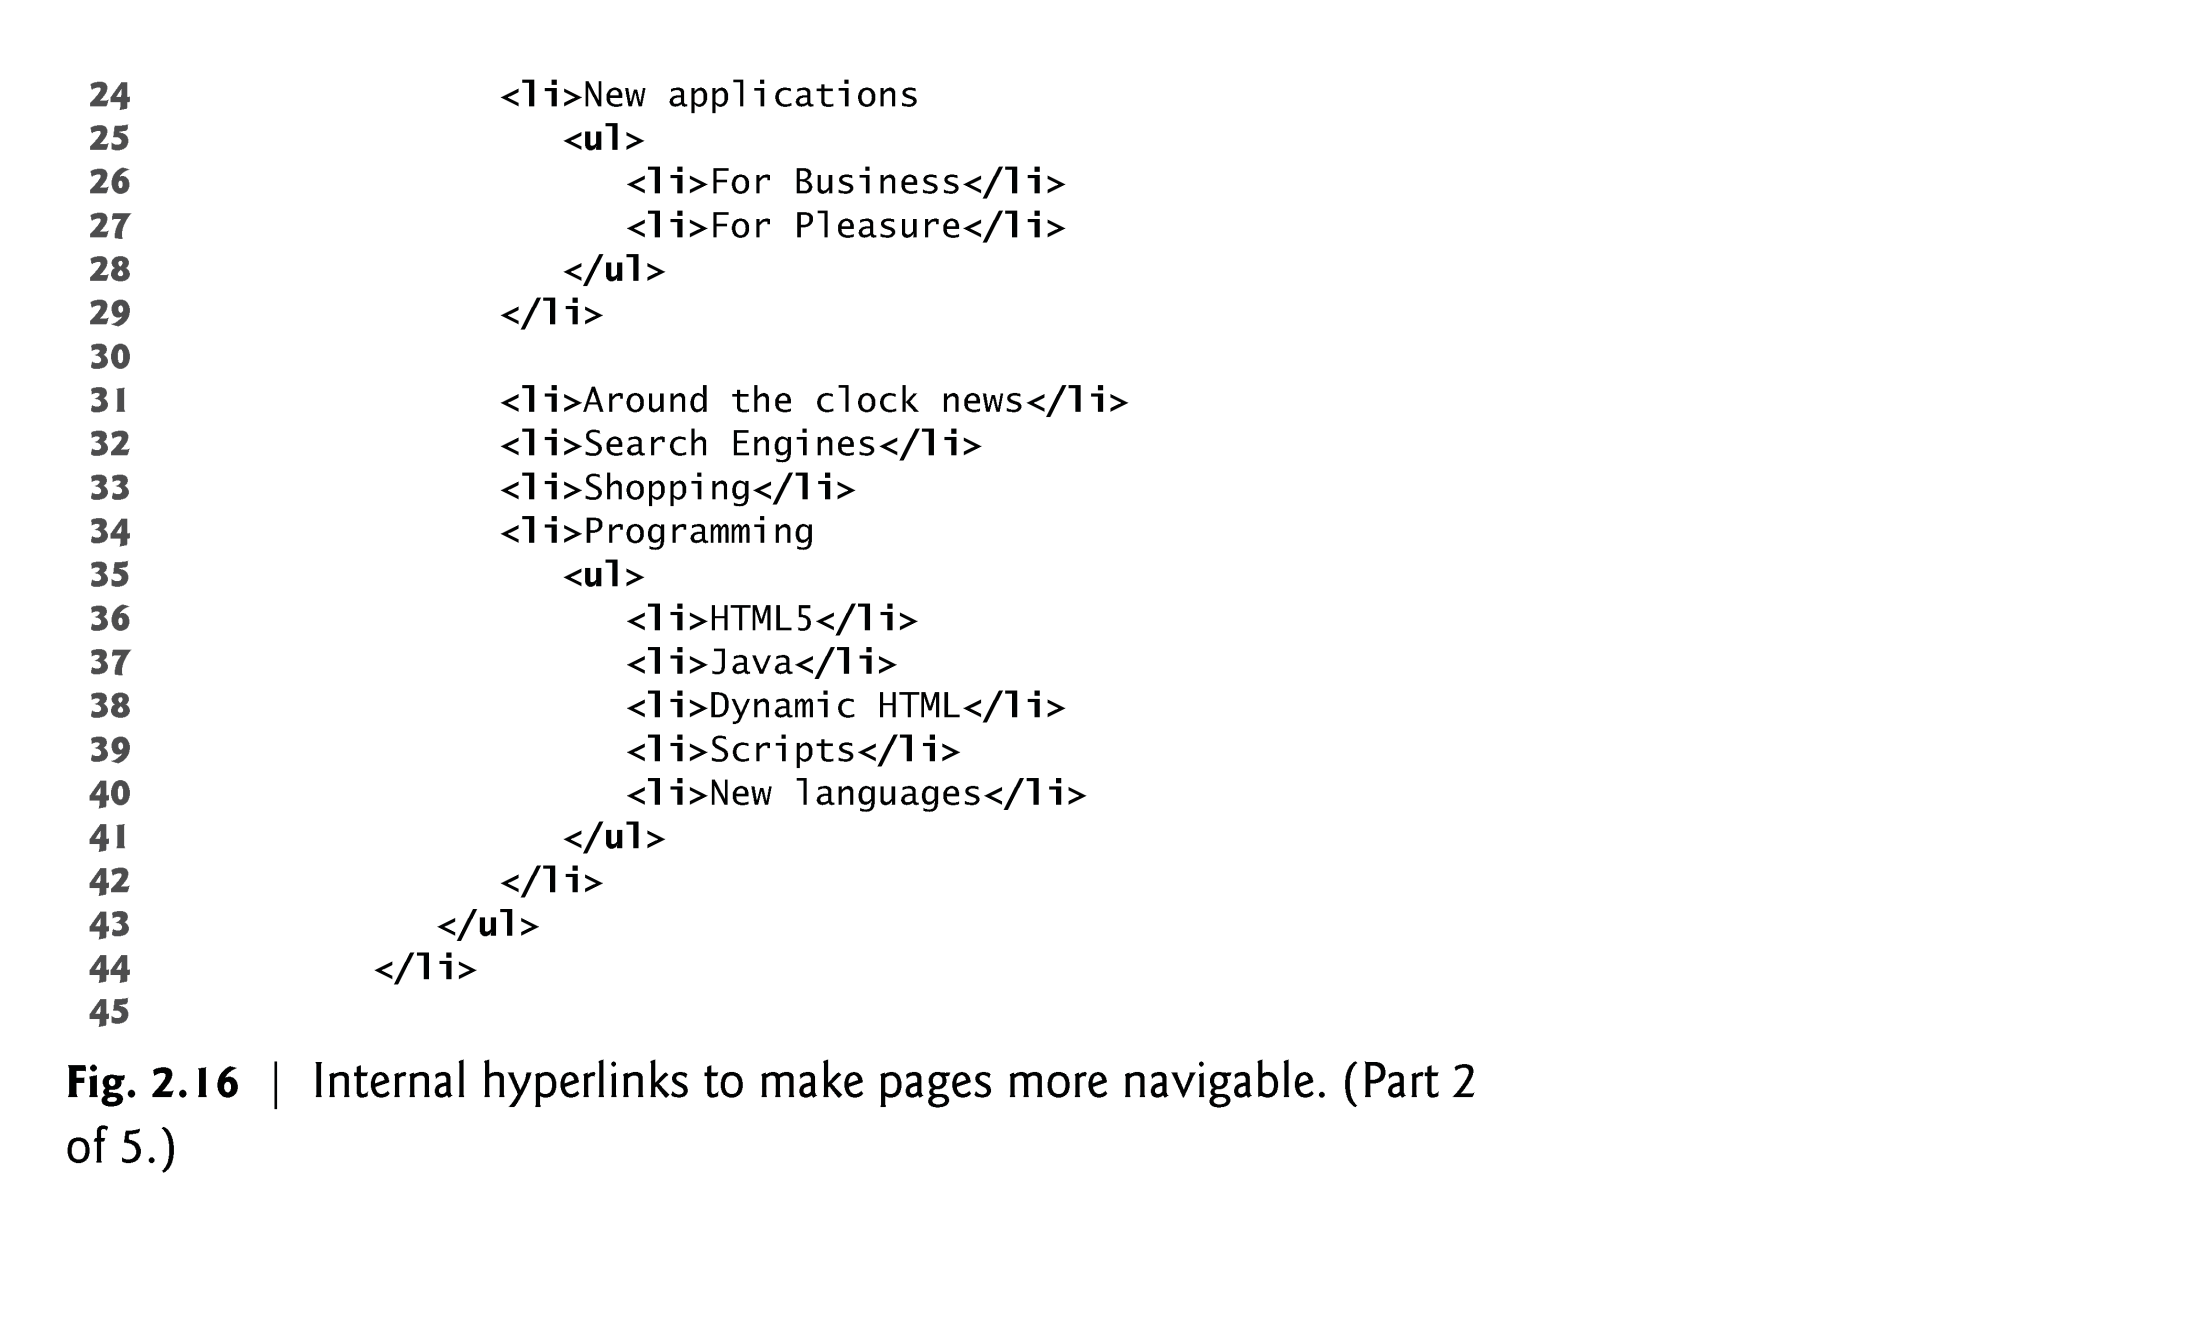 24 <li>New applications
25 <ul>
26 <li>For Business</li>
27 <li>For Pleasure</li>
28 </ul>
29 </li>
30
31 <li>Around the clock news</li>
32 <li>Search Engines</li>
33 <li>Shopping</li>
34 <li>Programming
35 <ul>
36 <li>HTML5</li>
37 <li>Java</li>
38 <li>Dynamic HTML</li>
39 <li>Scripts</li>
40 <li>New languages</li>
41 </ul>
42 </li>
43 </ul>
44 </li>
45
Fig. 2.16 | Internal hyperlinks to make pages more navigable. (Part 2
of 5.)